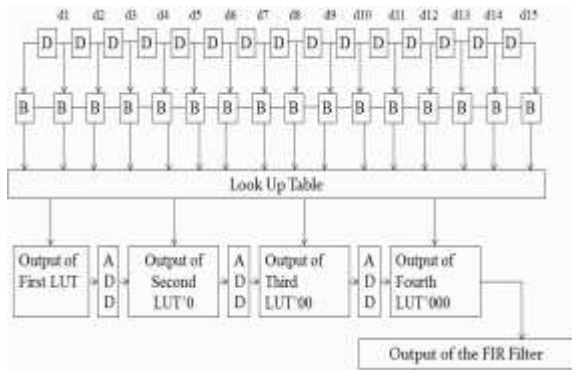 d1 d2 d3 d4 d5 d6 d7 d8 d9 d10 d11 d12 d13 d14 d15
D D D D D D D D D D D D D D D
B B B B B B B B B B B B B B B B
Look Up Table
Output of
First LUT
A
D
D
Output of
Second
LUT'0
A
D
D
Output of
Third
LUT'00
A
D
D
Output of
Fourth
LUT'000
Output of the FIR Filter